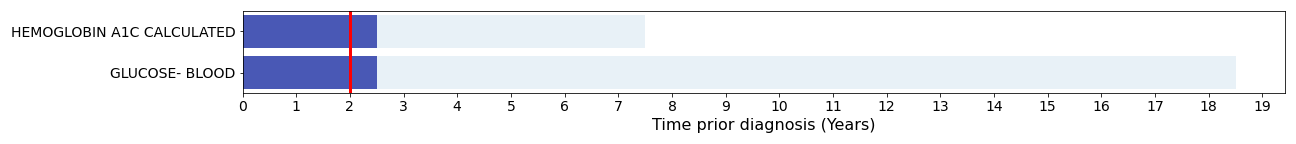 HEMOGLOBIN A1C CALCULATED
GLUCOSE- BLOOD
0 1 2 3 4 5 6 7 8 9 10 11 12 13 14 15 16 17 18 19
Time prior diagnosis (Years)